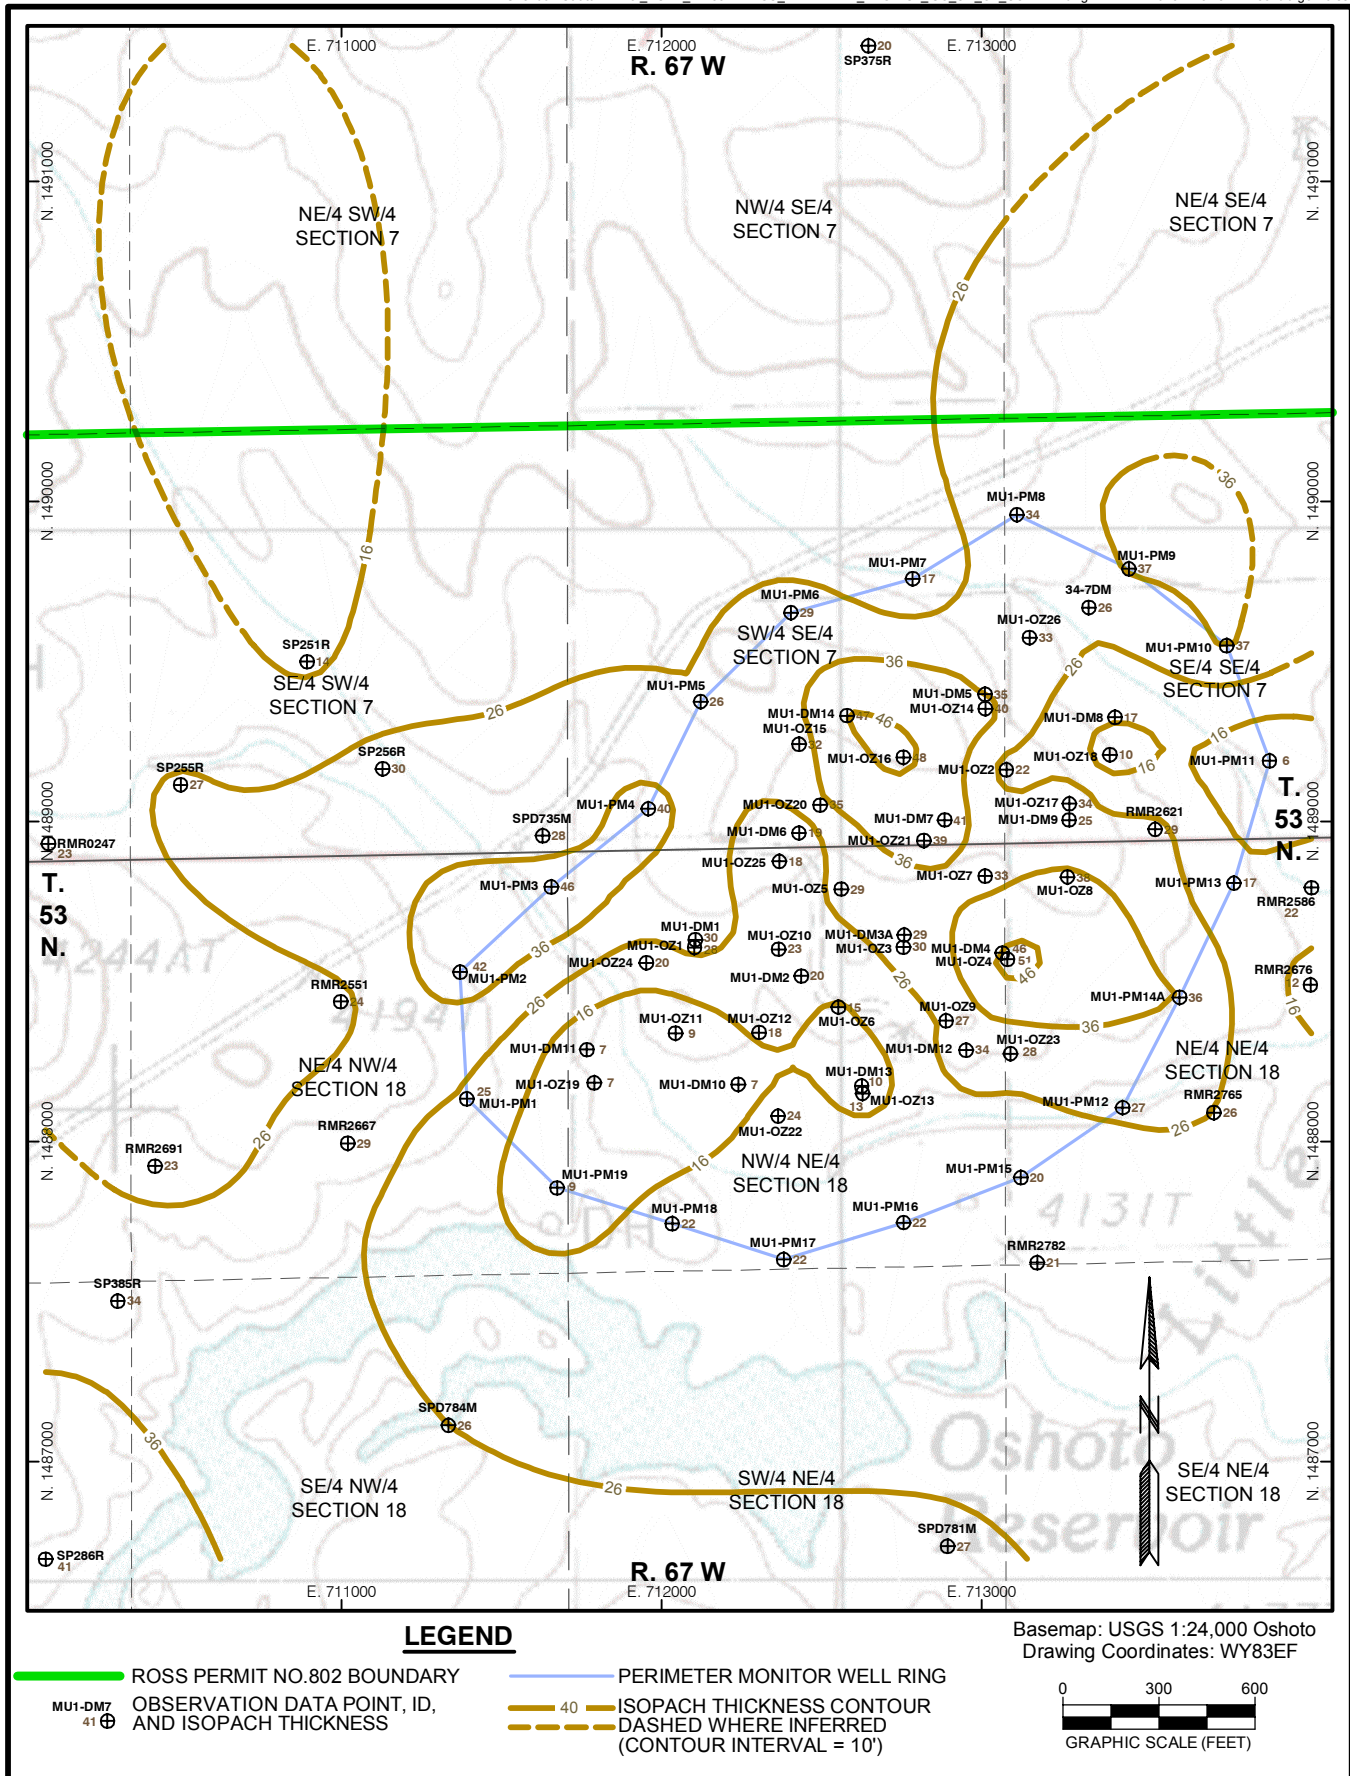 E. 711000
E. 712000
E. 713000
R. 67 W
20
SP375R
N. 1491000
N. 1491000
NE/4 SW/4
SECTION 7
NW/4 SE/4
SECTION 7
NE/4 SE/4
SECTION 7
26
36
N. 1490000
N. 1490000
MU1-PM8
34
16
MU1-PM7
17
MU1-PM9
37
MU1-PM6
29
34-7DM
26
MU1-OZ26
33
SW/4 SE/4
SECTION 7
SP251R
14
MU1-PM10
37
SE/4 SW/4
SECTION 7
SE/4 SE/4
SECTION 7
36
26
MU1-PM5
26
MU1-DM5
35
MU1-OZ14
40
26
MU1-DM14
47
46
MU1-DM8
17
MU1-OZ15
32
16
SP256R
30
MU1-OZ16
48
MU1-OZ18
10
MU1-PM11
6
MU1-OZ2
22
16
SP255R
27
T.
53
N.
MU1-PM4
40
MU1-OZ20
35
MU1-OZ17
34
N. 1489000
N. 1489000
SP735M
28
MU1-DM6
19
MU1-DM7
41
MU1-DM9
25
RMR2621
29
RMR0247
23
MU1-OZ21
39
36
MU1-OZ25
18
T.
53
N.
MU1-PM3
46
MU1-OZ5
29
MU1-OZ7
33
MU1-OZ8
38
MU1-PM13
17
RMR2586
22
MU1-DM1
30
MU1-OZ1
28
36
MU1-OZ10
23
MU1-DM3A
29
MU1-OZ3
30
4244AT
MU1-OZ24
20
MU1-DM4
46
MU1-OZ4
51
46
MU1-PM2
42
MU1-DM2
20
26
RMR2676
12
RMR2551
24
26
16
MU1-OZ6
15
MU1-PM14A
36
16
194
MU1-OZ11
9
MU1-OZ12
18
MU1-OZ9
27
36
MU1-DM11
7
MU1-DM12
34
MU1-OZ23
28
NE/4 NW/4
SECTION 18
NE/4 NE/4
SECTION 18
MU1-OZ19
7
MU1-DM10
7
MU1-DM13
10
MU1-OZ13
13
25
MU1-PM1
MU1-PM12
27
RMR2765
26
24
MU1-OZ22
26
N. 1488000
N. 1488000
26
RMR2667
29
RMR2691
23
16
NW/4 NE/4
SECTION 18
MU1-PM19
9
MU1-PM15
20
MU1-PM18
22
MU1-PM16
22
4131T
DH
Little
MU1-PM17
22
RMR2782
21
SP385R
34
SPD784M
26
36
Oshoto
Reservoir
N. 1487000
N. 1487000
SE/4 NW/4
SECTION 18
26
SW/4 NE/4
SECTION 18
SE/4 NE/4
SECTION 18
SPD781M
27
SP286R
41
R. 67 W
E. 711000
E. 712000
E. 713000
LEGEND
Basemap: USGS 1:24,000 Oshoto
Drawing Coordinates: WY83EF
ROSS PERMIT NO.802 BOUNDARY
PERIMETER MONITOR WELL RING
MU1-DM7
41
OBSERVATION DATA POINT, ID,
AND ISOPACH THICKNESS
40
ISOPACH THICKNESS CONTOUR
DASHED WHERE INFERRED
(CONTOUR INTERVAL = 10')
0 300 600
GRAPHIC SCALE (FEET)